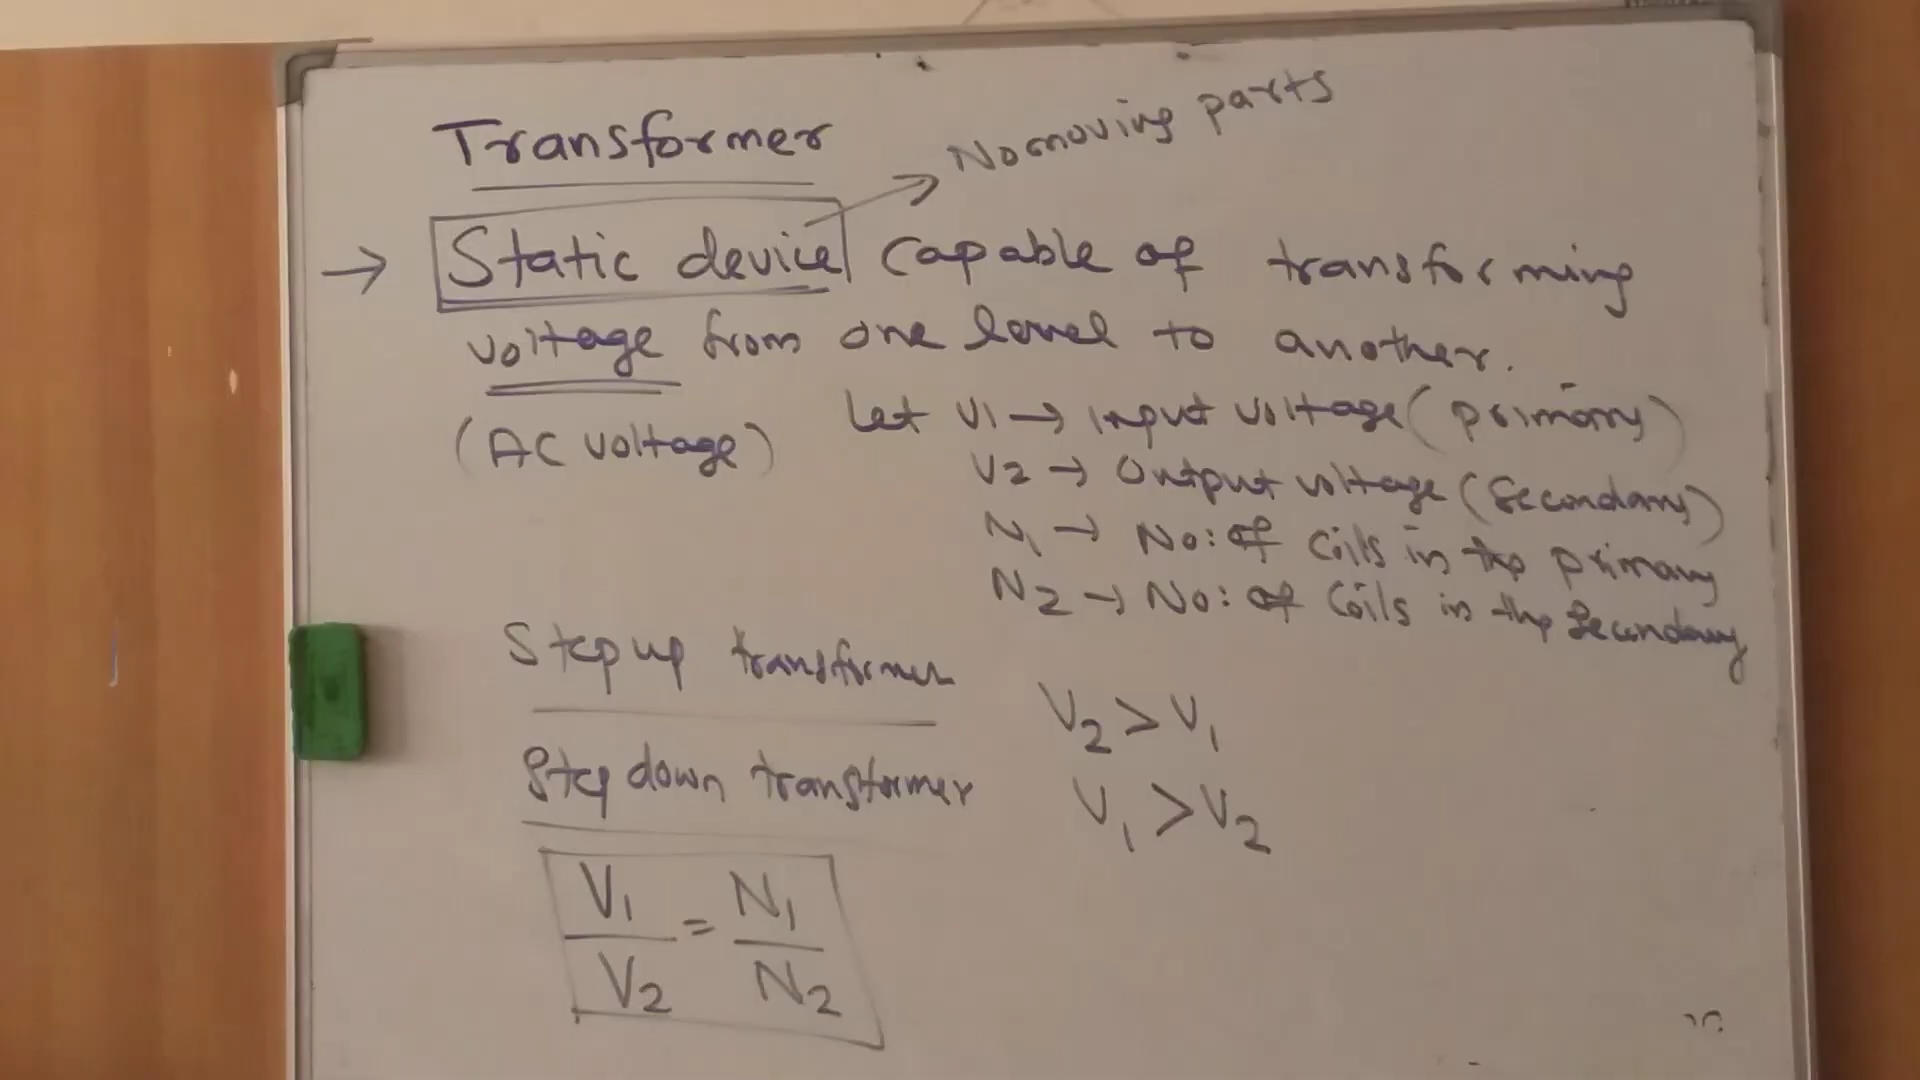 Transformer
No moving parts
→ Static device capable of transforming
voltage from one level to another.
(AC voltage)
Let V1 → Input voltage (primary)
V2 → Output voltage (Secondary)
N1 → No: of Coils in the primary
N2 → No: of Coils in the Secondary
Step up transformer V2 > V1
Step down transformer V1 > V2
V1/V2 = N1/N2